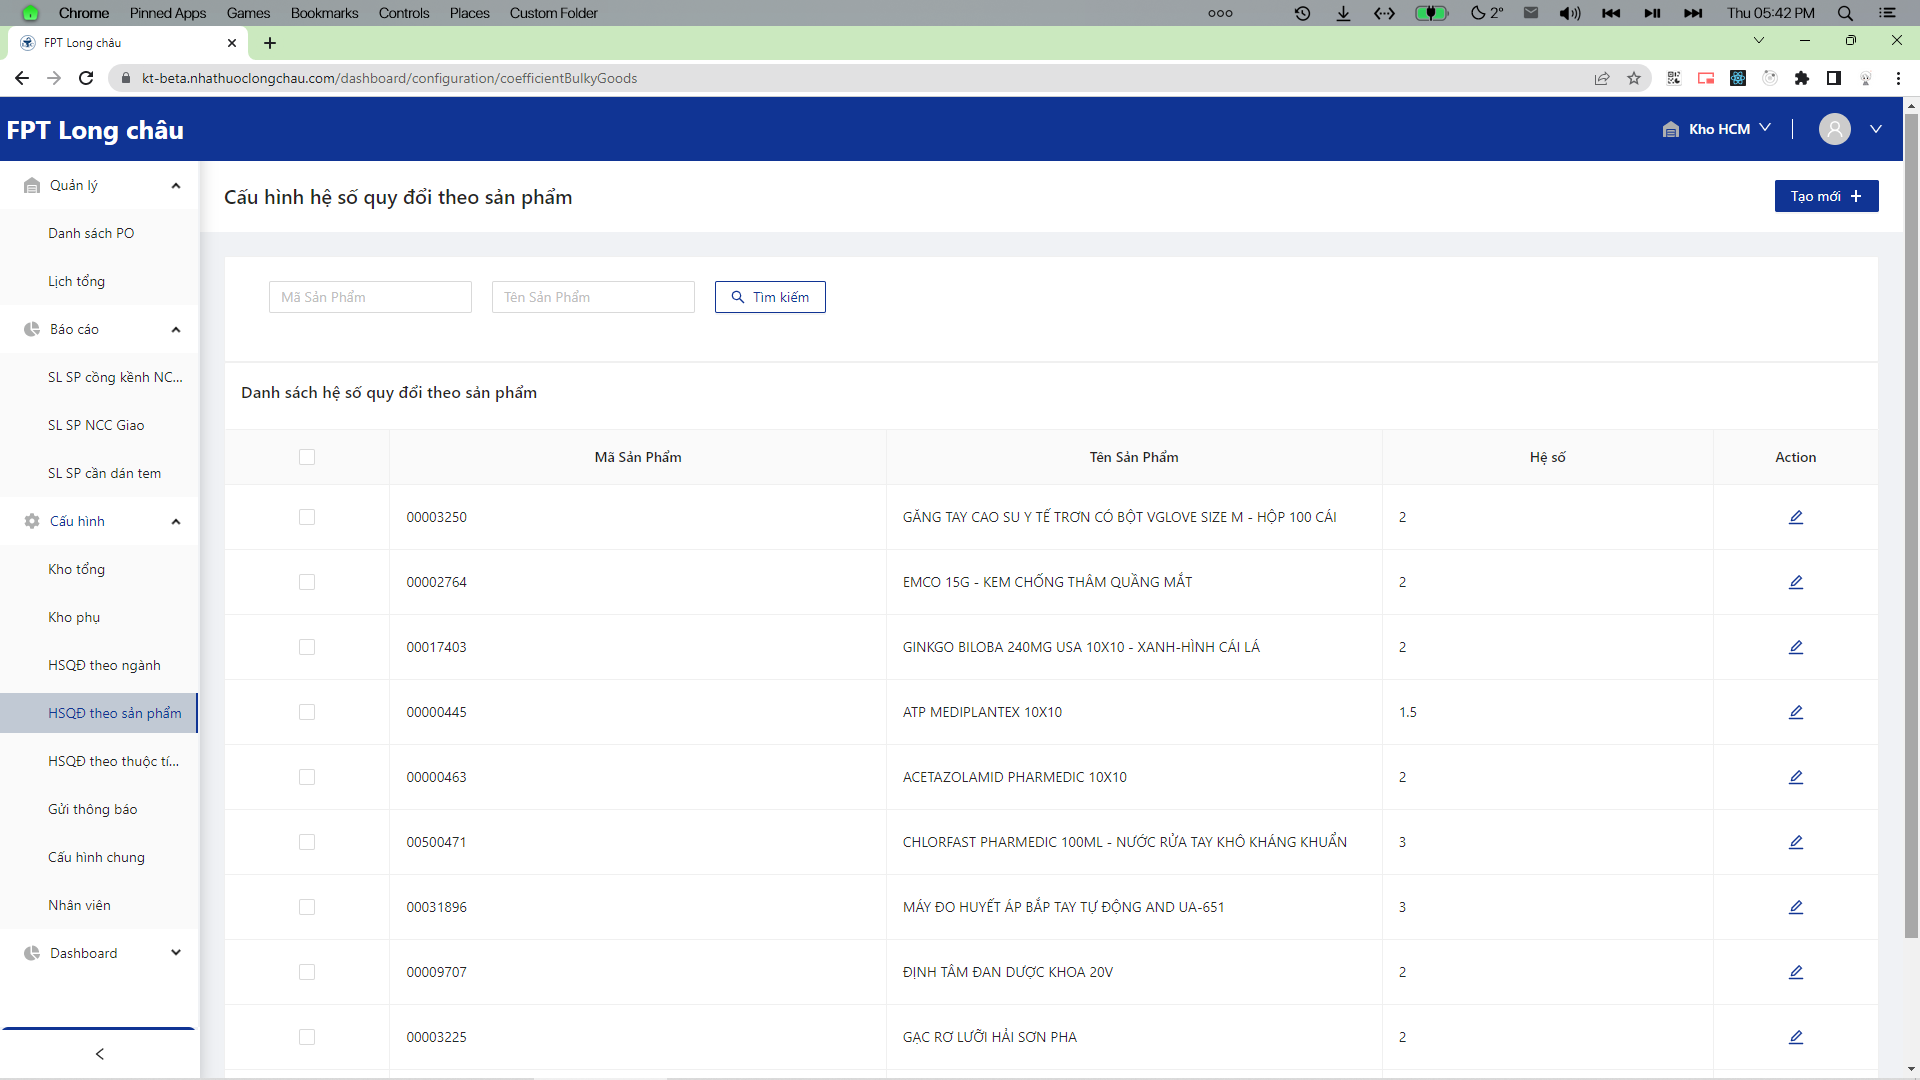 Chrome Pinned Apps Games Bookmarks Controls Places Custom Folder
2° Thu 05:42 PM
FPT Long châu
kt-beta.nhathuoclongchau.com/dashboard/configuration/coefficientBulkyGoods
FPT Long châu
Kho HCM
Quản lý
Danh sách PO
Lịch tổng
Báo cáo
SL SP cồng kềnh NC...
SL SP NCC Giao
SL SP cần dán tem
Cấu hình
Kho tổng
Kho phụ
HSQĐ theo ngành
HSQĐ theo sản phẩm
HSQĐ theo thuộc tí...
Gửi thông báo
Cấu hình chung
Nhân viên
Dashboard
Cấu hình hệ số quy đổi theo sản phẩm
Tạo mới
Mã Sản Phẩm Tên Sản Phẩm Tìm kiếm
Danh sách hệ số quy đổi theo sản phẩm
Mã Sản Phẩm Tên Sản Phẩm Hệ số Action
00003250 GĂNG TAY CAO SU Y TẾ TRƠN CÓ BỘT VGLOVE SIZE M - HỘP 100 CÁI 2
00002764 EMCO 15G - KEM CHỐNG THÂM QUẦNG MẮT 2
00017403 GINKGO BILOBA 240MG USA 10X10 - XANH-HÌNH CÁI LÁ 2
00000445 ATP MEDIPLANTEX 10X10 1.5
00000463 ACETAZOLAMID PHARMEDIC 10X10 2
00500471 CHLORFAST PHARMEDIC 100ML - NƯỚC RỬA TAY KHÔ KHÁNG KHUẨN 3
00031896 MÁY ĐO HUYẾT ÁP BẮP TAY TỰ ĐỘNG AND UA-651 3
00009707 ĐỊNH TÂM ĐAN DƯỢC KHOA 20V 2
00003225 GẠC RƠ LƯỠI HẢI SƠN PHA 2